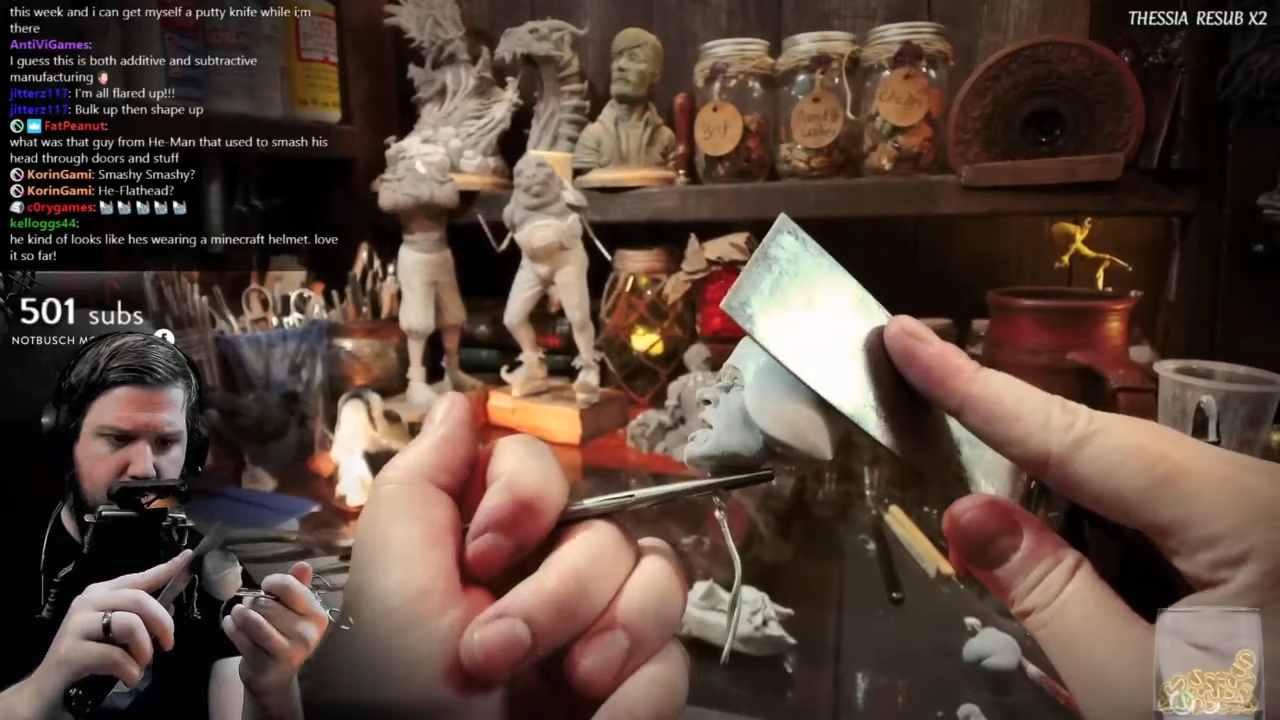 this week and i can get myself a putty knife while i;m
there
AntiViGames:
I guess this is both additive and subtractive
manufacturing
jitterz117: I'm all flared up!!!
jitterz117: Bulk up then shape up
FatPeanut:
what was that guy from He-Man that used to smash his
head through doors and stuff
KorinGami: Smashy Smashy?
KorinGami: He-Flathead?
c0rygames:
kelloggs44:
he kind of looks like hes wearing a minecraft helmet. love
it so far!
501 subs
NOTBUSCH
THESSIA RESUB X2
Beef